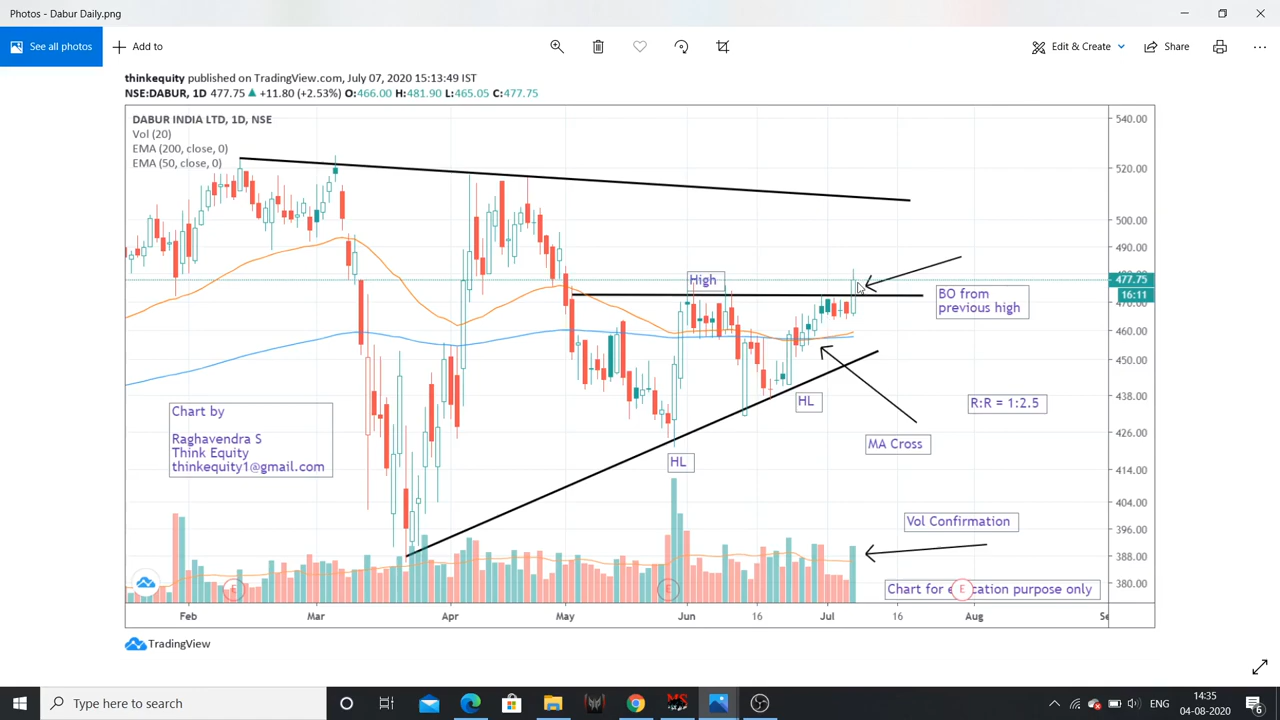 Photos - Dabur Daily.png
See all photos
Add to
Edit & Create
Share
thinkequity published on TradingView.com, July 07, 2020 15:13:49 IST
NSE:DABUR, 1D 477.75 ▲ +11.80 (+2.53%) O:466.00 H:481.90 L:465.05 C:477.75
DABUR INDIA LTD, 1D, NSE
Vol (20)
EMA (200, close, 0)
EMA (50, close, 0)
540.00
520.00
500.00
490.00
477.75
16:11
460.00
450.00
438.00
426.00
414.00
404.00
396.00
388.00
380.00
High
BO from
previous high
HL
R:R = 1:2.5
MA Cross
HL
Chart by
Raghavendra S
Think Equity
thinkequity1@gmail.com
Vol Confirmation
E
E
E
Chart for e cation purpose only
Feb
Mar
Apr
May
Jun
16
Jul
16
Aug
Se
TradingView
Type here to search
ENG
14:35
04-08-2020
6